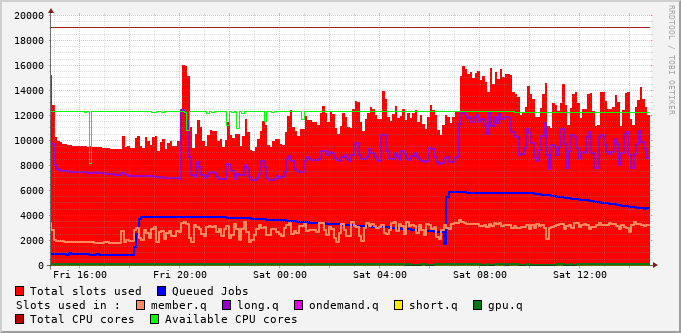 RRDTOOL / TOBI OETIKER
20000
18000
16000
14000
12000
10000
8000
6000
4000
2000
0
Fri 16:00 Fri 20:00 Sat 00:00 Sat 04:00 Sat 08:00 Sat 12:00
Total slots used Queued Jobs
Slots used in : member.q long.q ondemand.q short.q gpu.q
Total CPU cores Available CPU cores